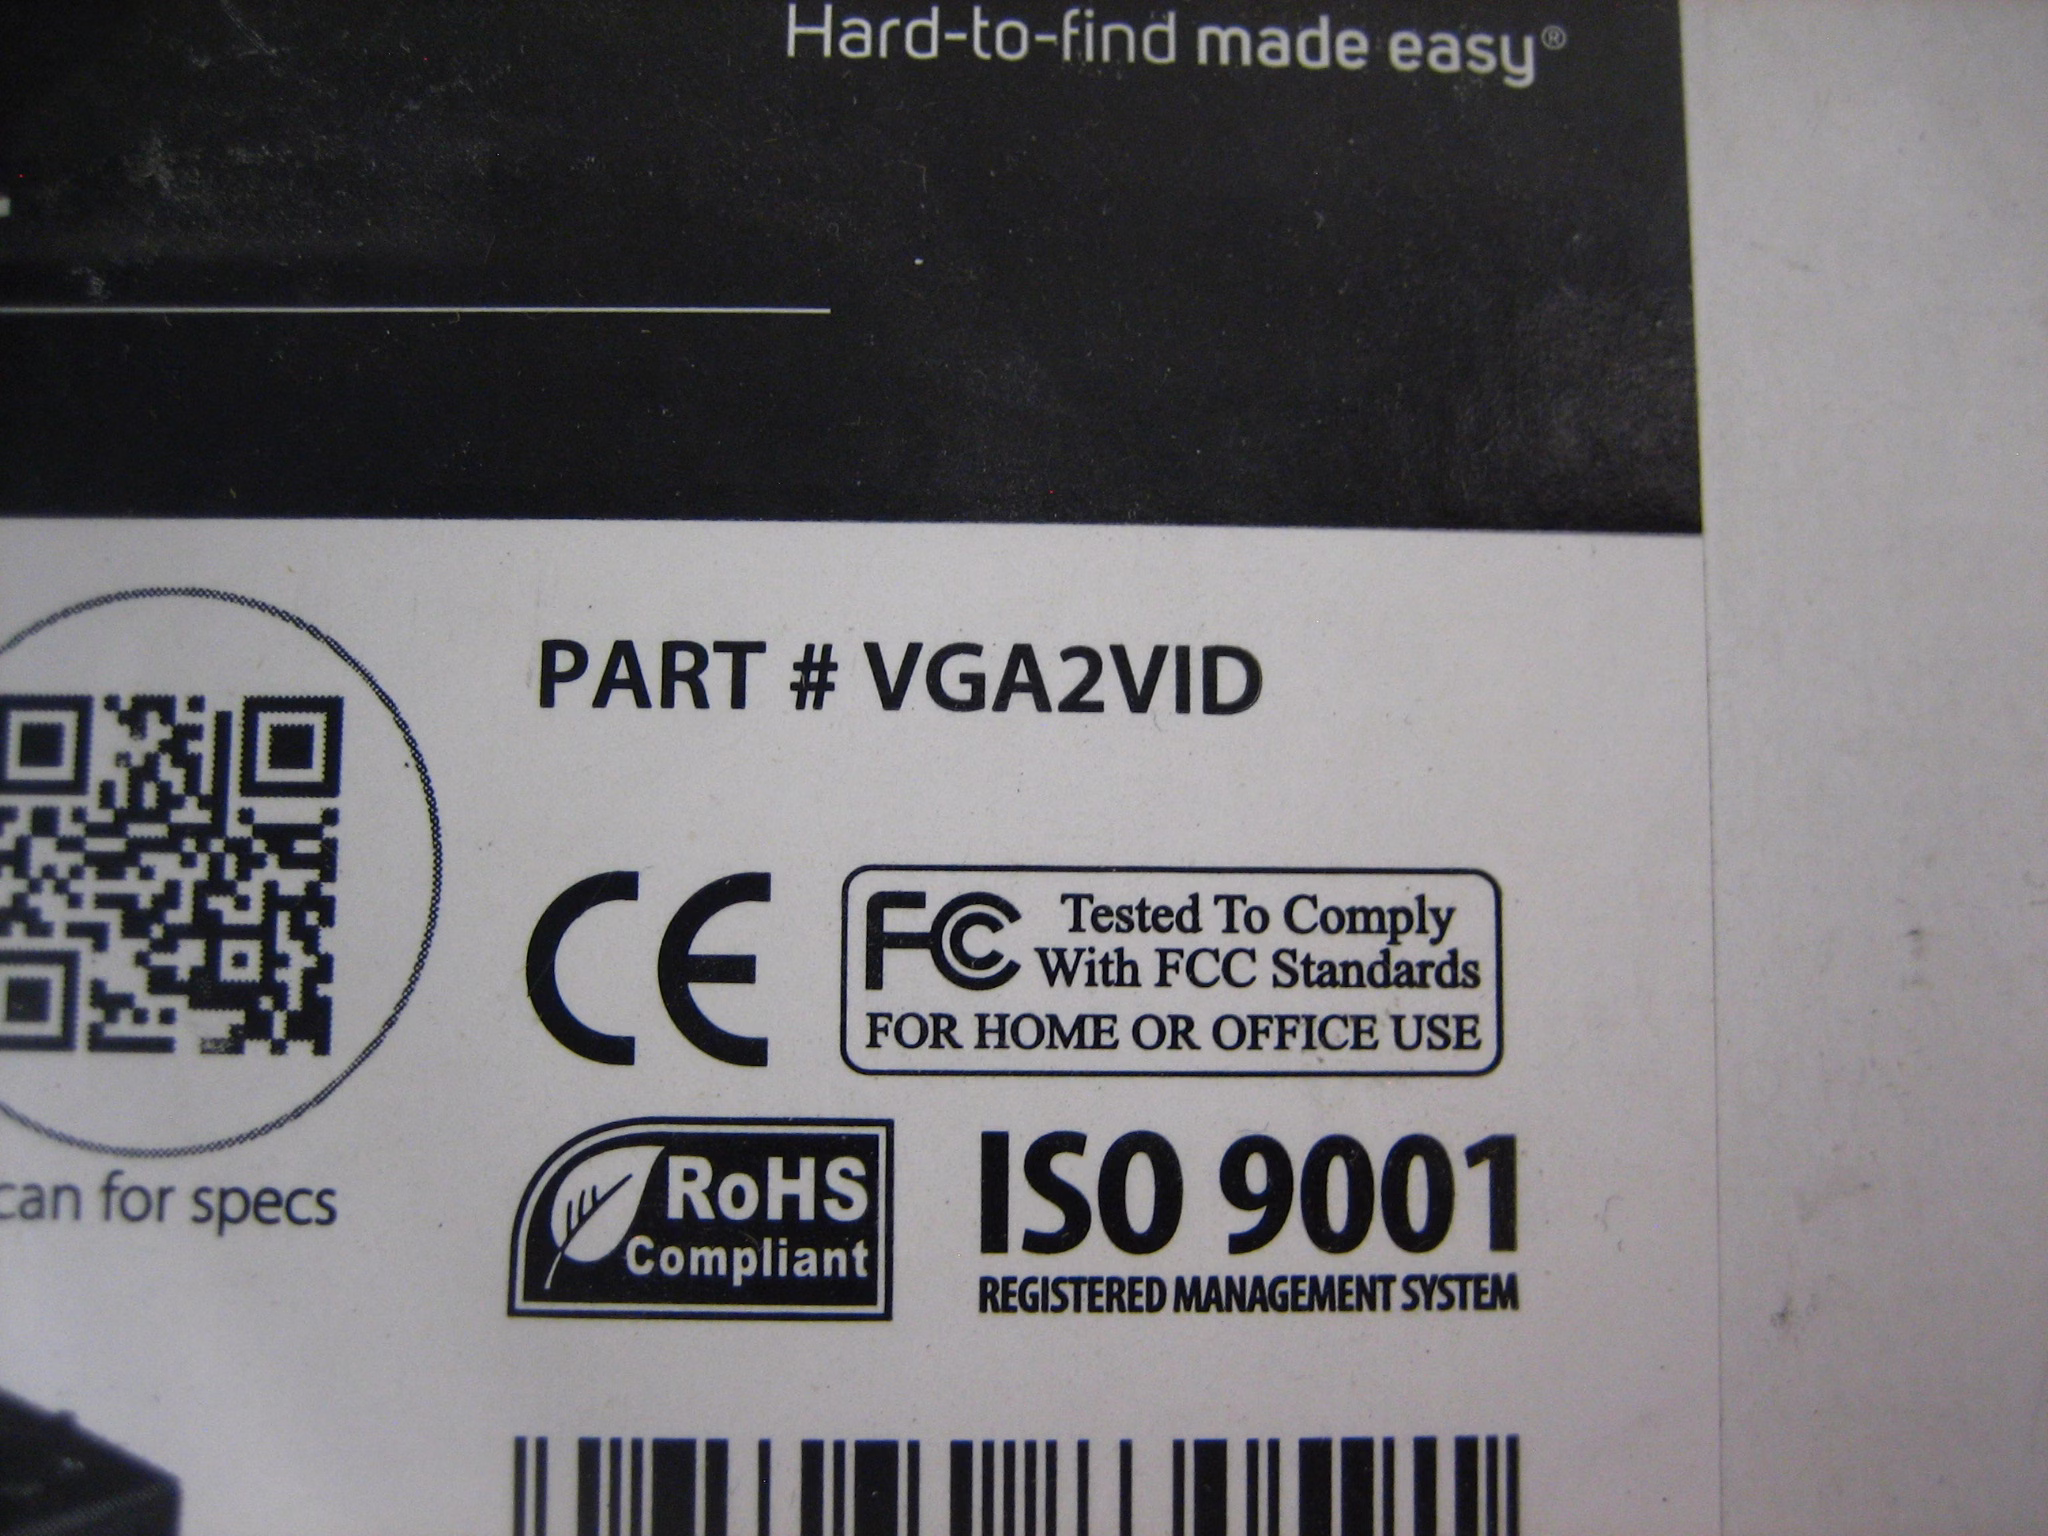 Hard-to-find made easy®
PART # VGA2VID
CE
FC Tested To Comply
With FCC Standards
FOR HOME OR OFFICE USE
can for specs
RoHS
Compliant
ISO 9001
REGISTERED MANAGEMENT SYSTEM